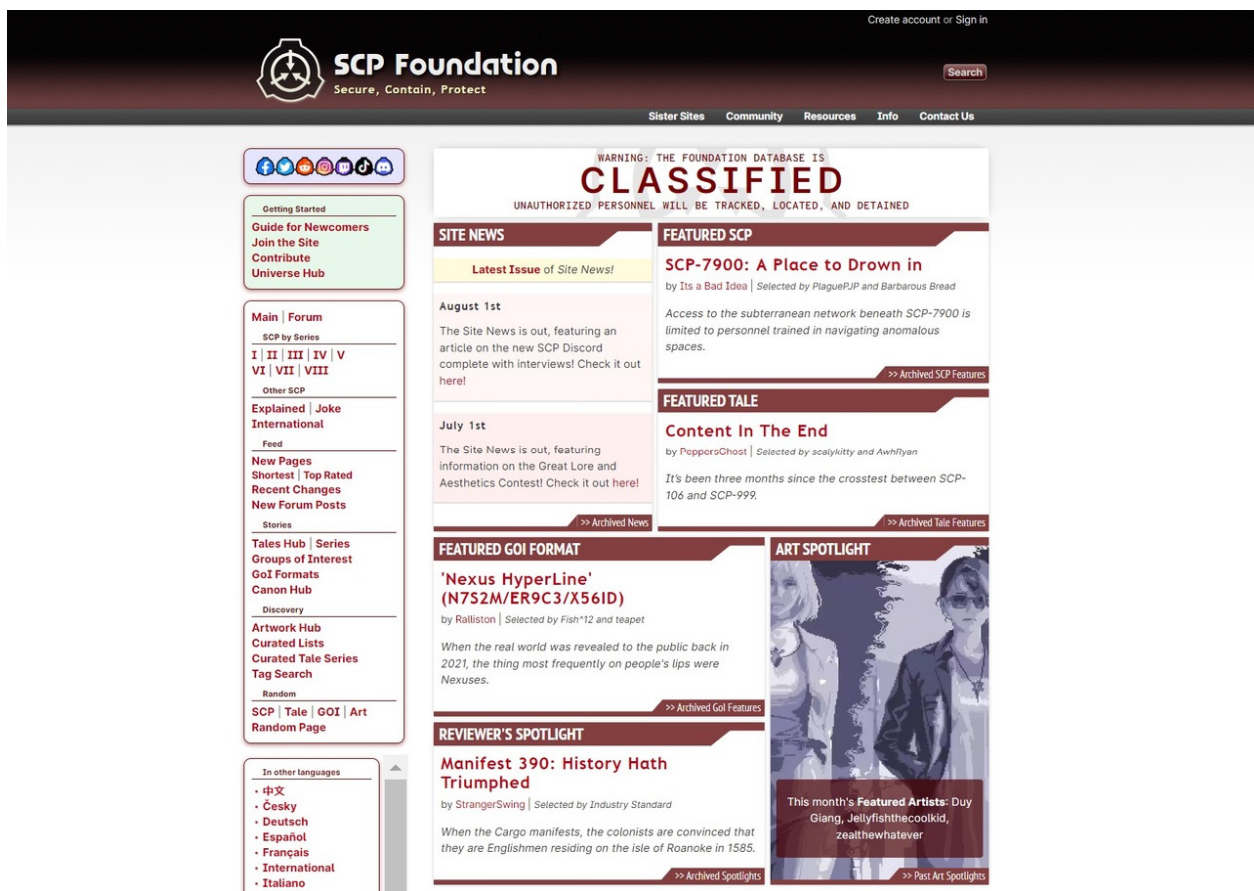 Create account or Sign in
SCP Foundation
Secure, Contain, Protect
Search
Sister Sites Community Resources Info Contact Us
Getting Started
Guide for Newcomers
Join the Site
Contribute
Universe Hub
Main | Forum
SCP by Series
I | II | III | IV | V
VI | VII | VIII
Other SCP
Explained | Joke
International
Feed
New Pages
Shortest | Top Rated
Recent Changes
New Forum Posts
Stories
Tales Hub | Series
Groups of Interest
GoI Formats
Canon Hub
Discovery
Artwork Hub
Curated Lists
Curated Tale Series
Tag Search
Random
SCP | Tale | GOI | Art
Random Page
In other languages
· 中文
· Česky
· Deutsch
· Español
· Français
· International
· Italiano
WARNING: THE FOUNDATION DATABASE IS
CLASSIFIED
UNAUTHORIZED PERSONNEL WILL BE TRACKED, LOCATED, AND DETAINED
SITE NEWS
Latest Issue of Site News!
August 1st
The Site News is out, featuring an
article on the new SCP Discord
complete with interviews! Check it out
here!
July 1st
The Site News is out, featuring
information on the Great Lore and
Aesthetics Contest! Check it out here!
>> Archived News
FEATURED SCP
SCP-7900: A Place to Drown in
by Its a Bad Idea | Selected by PlaguePJP and Barbarous Bread
Access to the subterranean network beneath SCP-7900 is
limited to personnel trained in navigating anomalous
spaces.
>> Archived SCP Features
FEATURED TALE
Content In The End
by PeppersGhost | Selected by scalykitty and AwhRyan
It's been three months since the crosstest between SCP-
106 and SCP-999.
>> Archived Tale Features
FEATURED GOI FORMAT
'Nexus HyperLine'
(N7S2M/ER9C3/X56ID)
by Ralliston | Selected by Fish^12 and teapet
When the real world was revealed to the public back in
2021, the thing most frequently on people's lips were
Nexuses.
>> Archived GoI Features
REVIEWER'S SPOTLIGHT
Manifest 390: History Hath
Triumphed
by StrangerSwing | Selected by Industry Standard
When the Cargo manifests, the colonists are convinced that
they are Englishmen residing on the isle of Roanoke in 1585.
>> Archived Spotlights
ART SPOTLIGHT
This month's Featured Artists: Duy
Giang, Jellyfishthecoolkid,
zealthewhatever
>> Past Art Spotlights